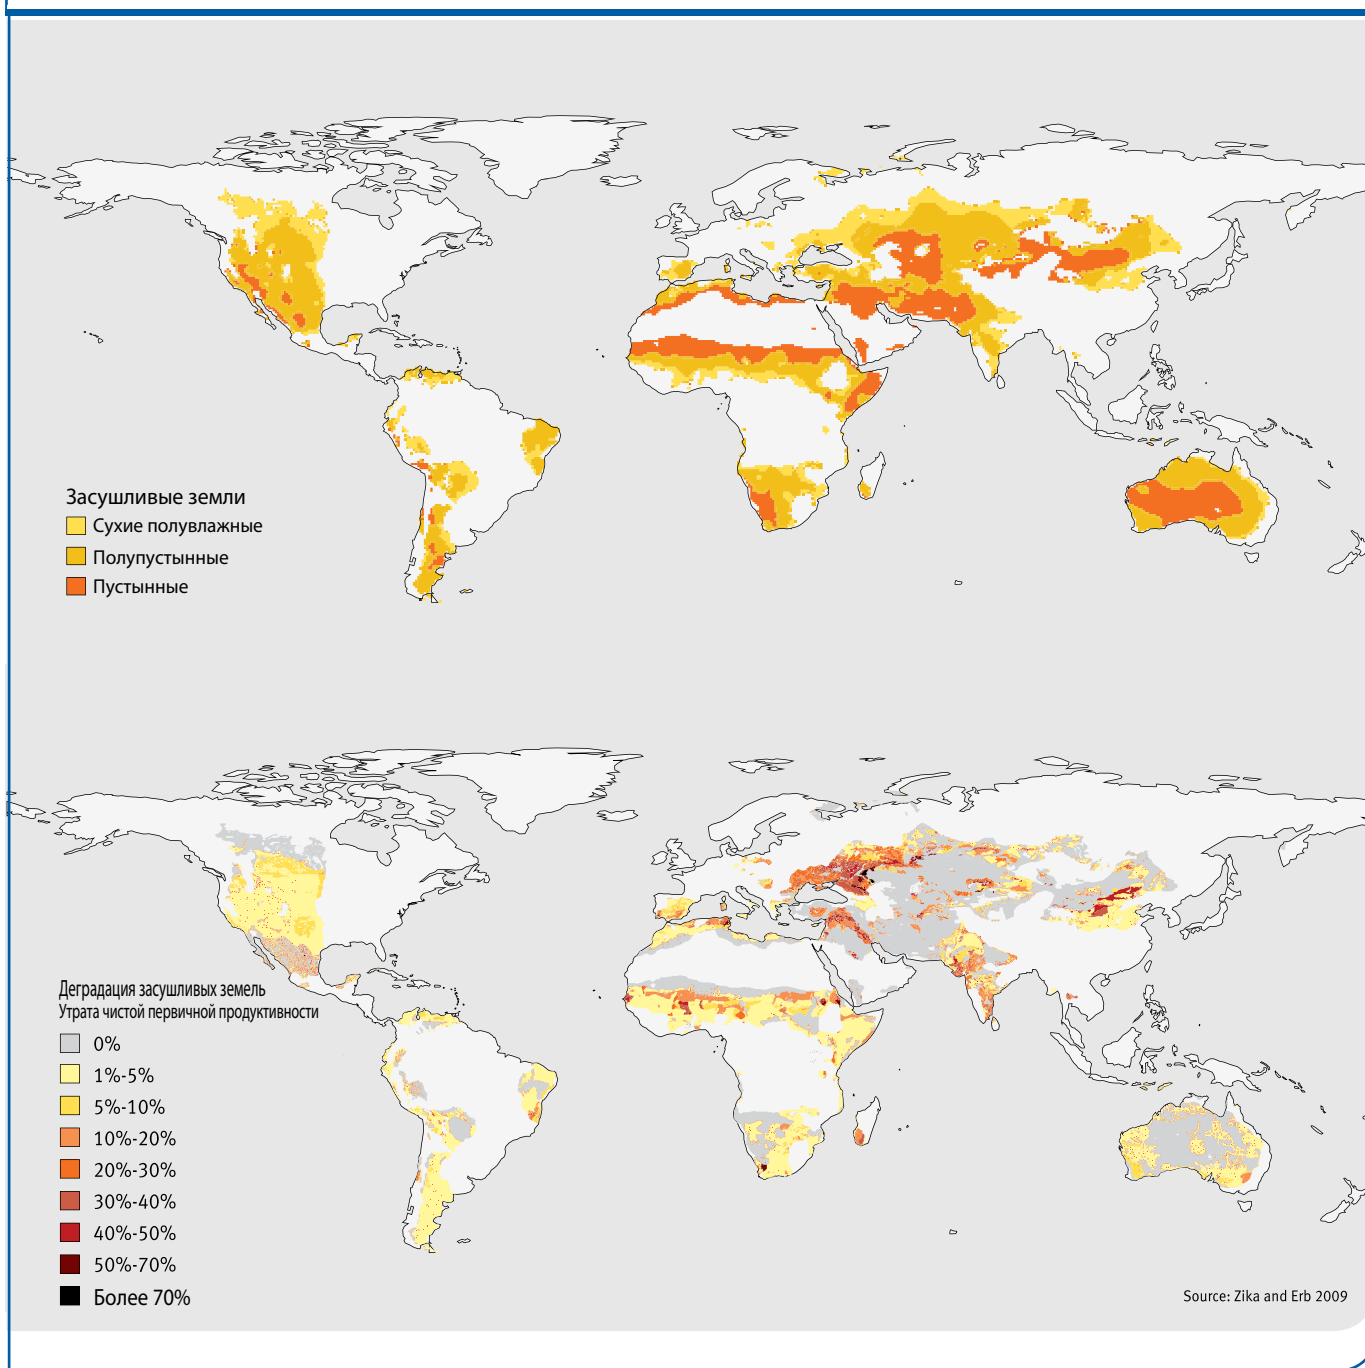 Засушливые земли
Сухие полувлажные
Полупустынные
Пустынные
Деградация засушливых земель
Утрата чистой первичной продуктивности
0%
1%-5%
5%-10%
10%-20%
20%-30%
30%-40%
40%-50%
50%-70%
Более 70%
Source: Zika and Erb 2009